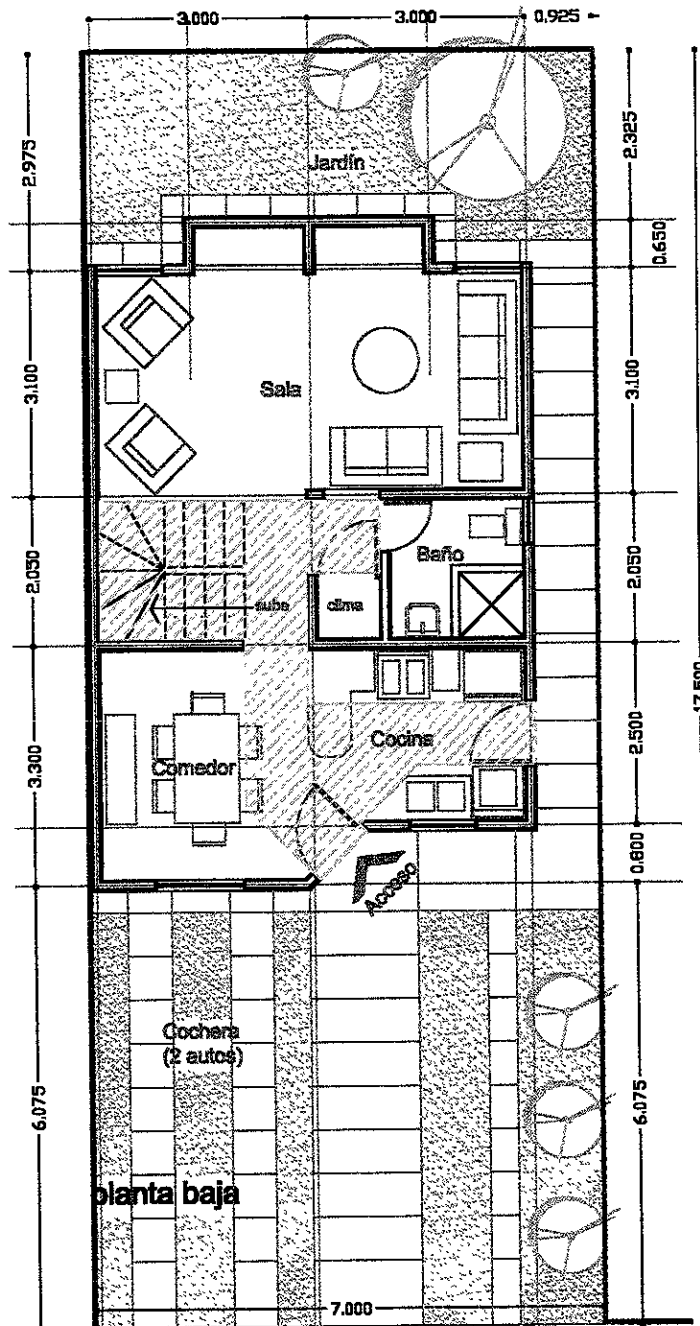 3.000
3.000
0.925
2.975
2.325
Jardín
0.650
3.100
3.100
Sala
2.050
2.050
Baño
sube
clima
17.500
2.500
3.300
Cocina
Comedor
0.800
Acceso
Cochera
(2 autos)
6.075
6.075
planta baja
7.000